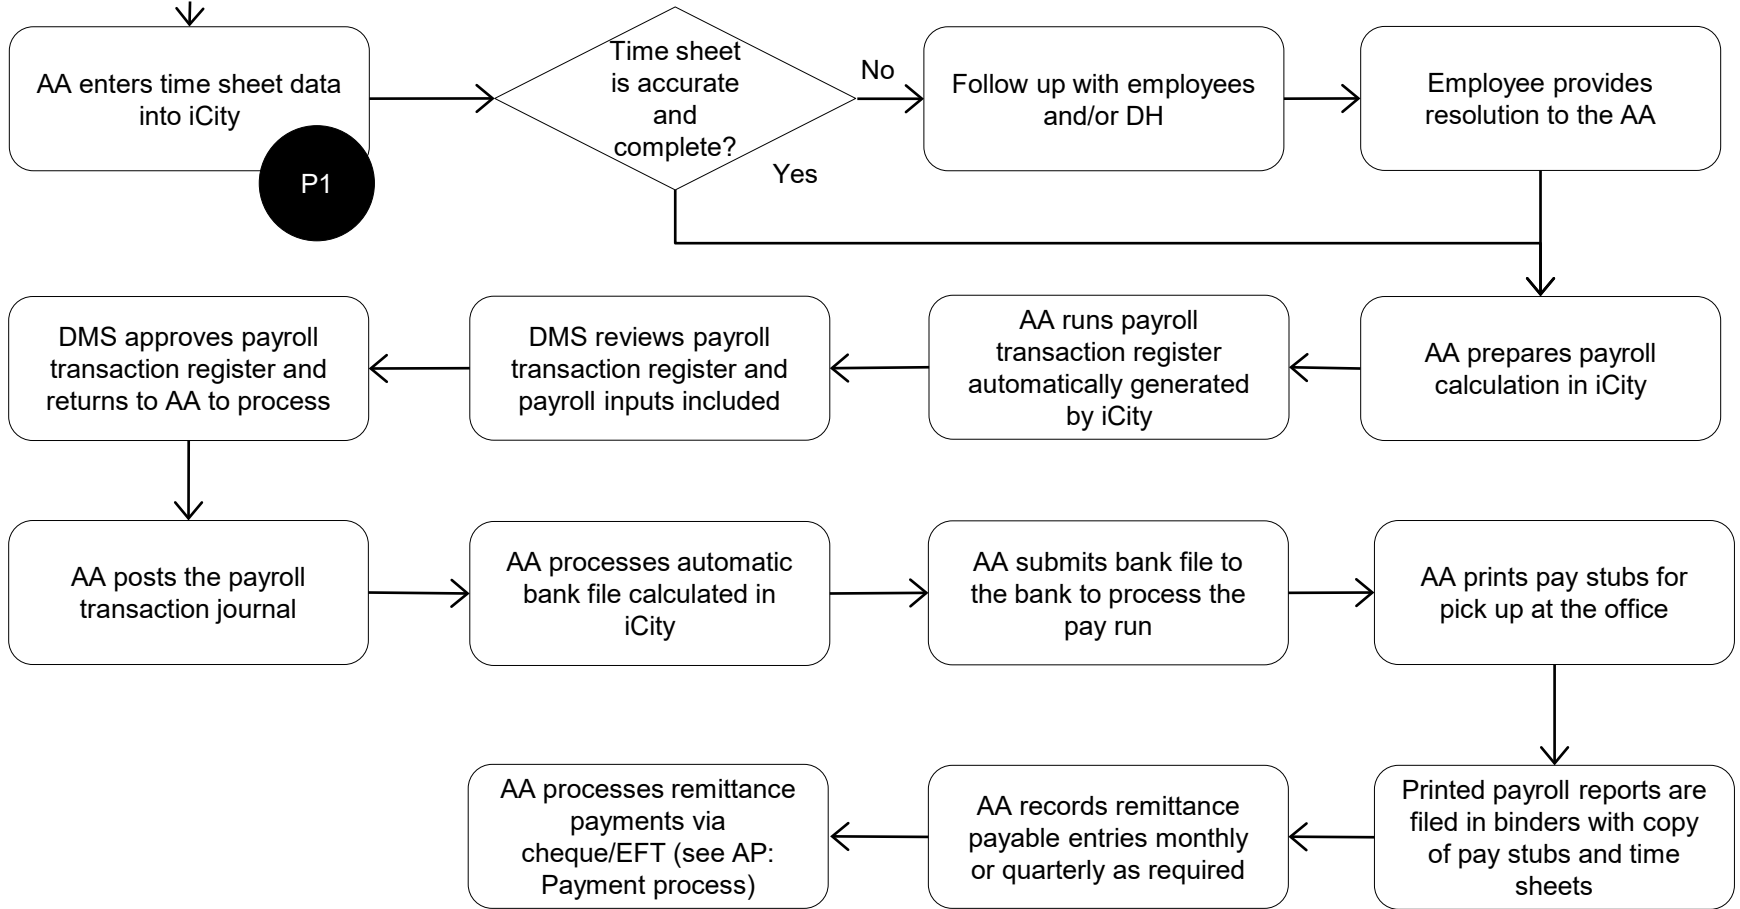 AA enters time sheet data
into iCity
P1
Time sheet
is accurate
and
complete?
No
Yes
Follow up with employees
and/or DH
Employee provides
resolution to the AA
DMS approves payroll
transaction register and
returns to AA to process
DMS reviews payroll
transaction register and
payroll inputs included
AA runs payroll
transaction register
automatically generated
by iCity
AA prepares payroll
calculation in iCity
AA posts the payroll
transaction journal
AA processes automatic
bank file calculated in
iCity
AA submits bank file to
the bank to process the
pay run
AA prints pay stubs for
pick up at the office
AA processes remittance
payments via
cheque/EFT (see AP:
Payment process)
AA records remittance
payable entries monthly
or quarterly as required
Printed payroll reports are
filed in binders with copy
of pay stubs and time
sheets